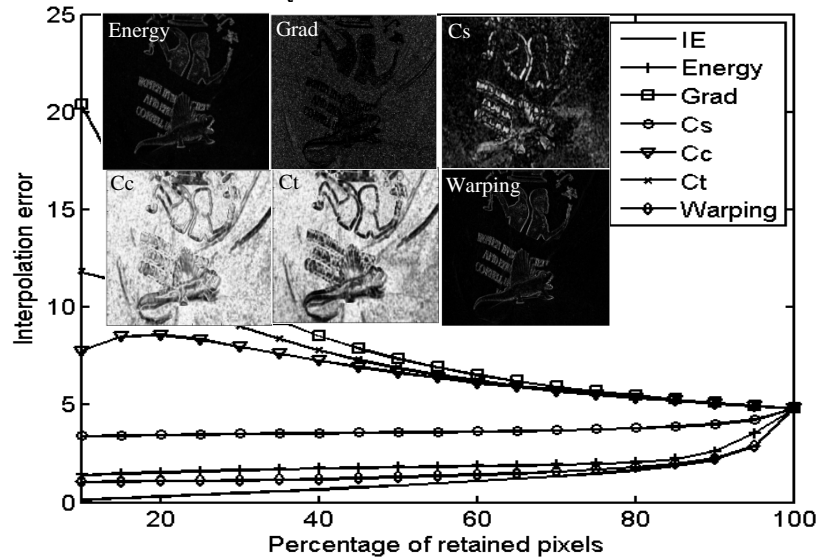 25
20
15
10
5
0
Interpolation error
Energy
Grad
Cs
Cc
Ct
Warping
IE
Energy
Grad
Cs
Cc
Ct
Warping
20 40 60 80 100
Percentage of retained pixels